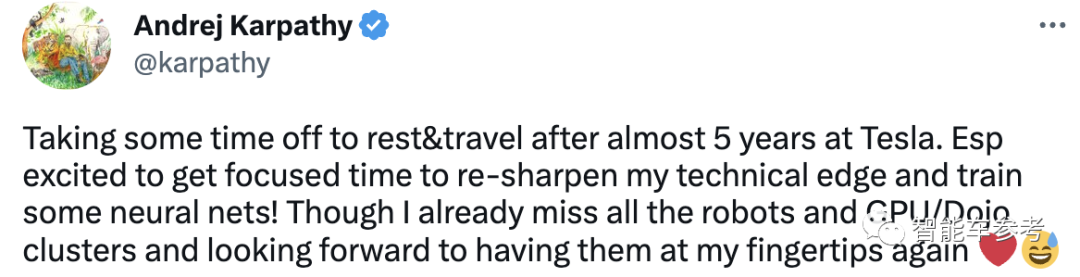 Andrej Karpathy
@karpathy
Taking some time off to rest&travel after almost 5 years at Tesla. Esp
excited to get focused time to re-sharpen my technical edge and train
some neural nets! Though I already miss all the robots and GPU/Dojo
clusters and looking forward to having them at my fingertips again ❤️😅
智能车参考